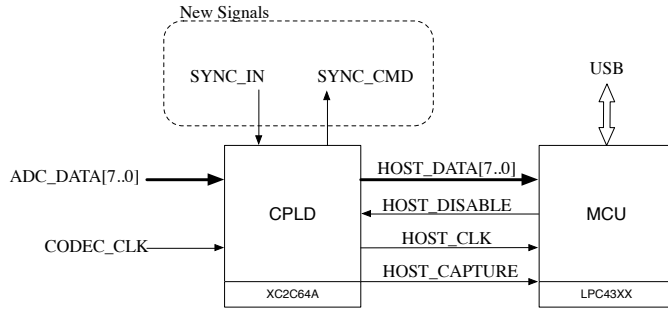 New Signals
SYNC_IN
SYNC_CMD
USB
ADC_DATA[7..0]
HOST_DATA[7..0]
HOST_DISABLE
CPLD
MCU
CODEC_CLK
HOST_CLK
HOST_CAPTURE
XC2C64A
LPC43XX